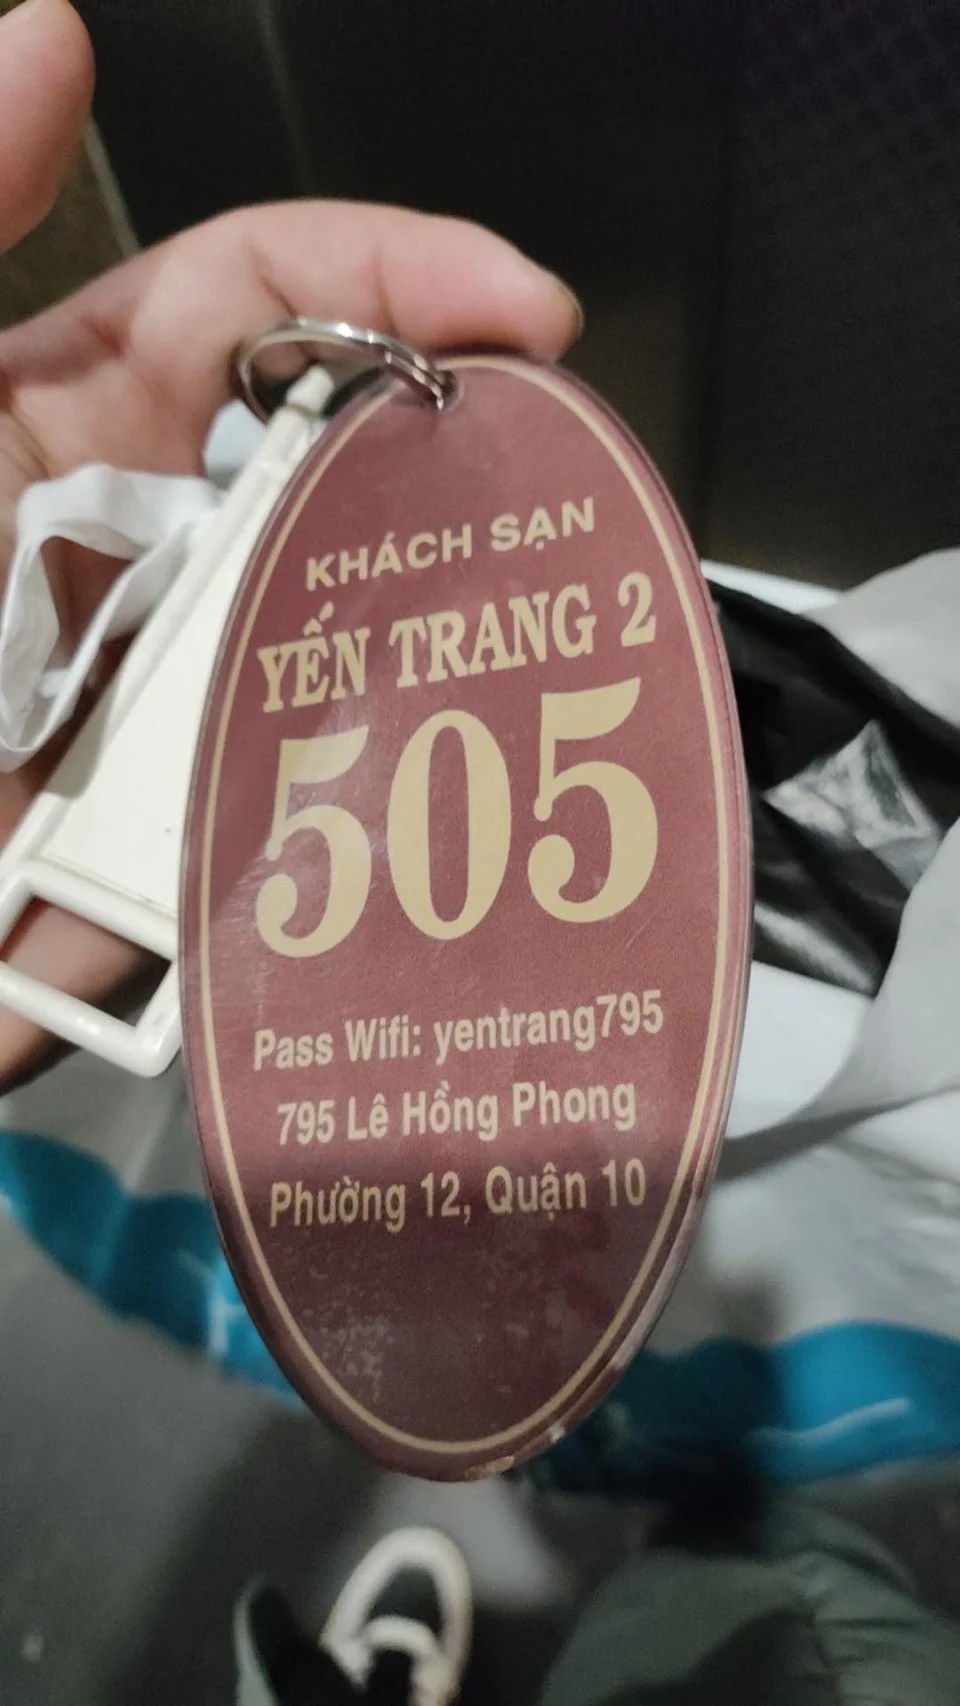 KHÁCH SẠN
YẾN TRANG 2
505
Pass Wifi: yentrang795
795 Lê Hồng Phong
Phường 12, Quận 10